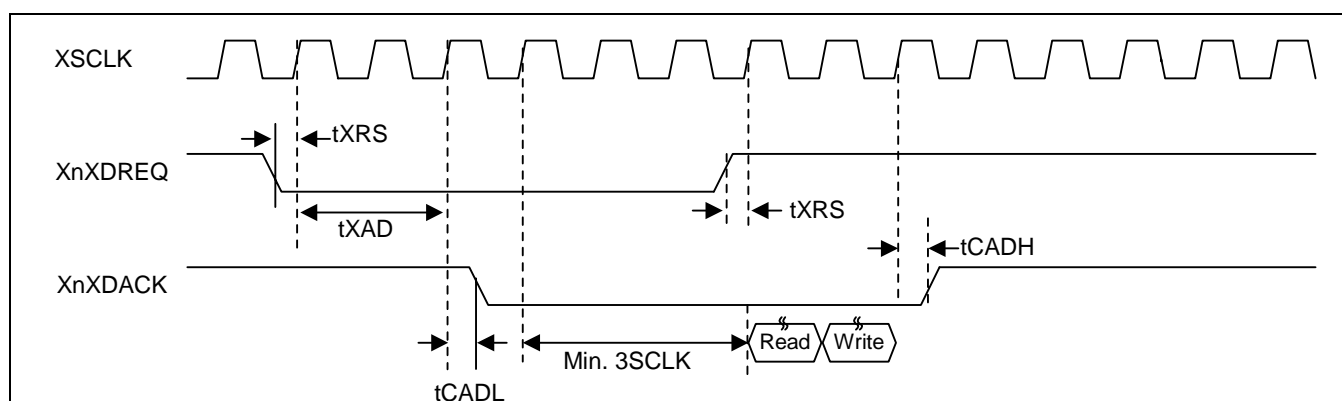 XSCLK
tXRS
XnXDREQ
tXRS
tXAD
tCADH
XnXDACK
Read Write
Min. 3SCLK
tCADL